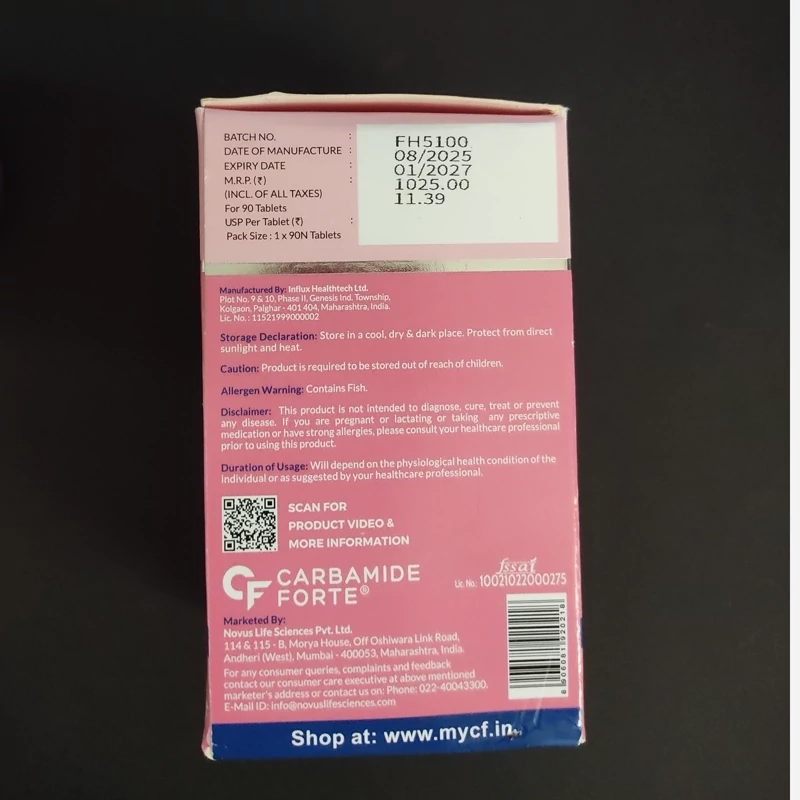 BATCH NO. : FH5100
DATE OF MANUFACTURE : 08/2025
EXPIRY DATE : 01/2027
M.R.P. (₹) : 1025.00
(INCL. OF ALL TAXES)
For 90 Tablets
USP Per Tablet (₹) : 11.39
Pack Size : 1 x 90N Tablets
Manufactured By: Influx Healthtech Ltd.
Plot No. 9 & 10, Phase II, Genesis Ind. Township,
Kolgaon, Palghar - 401 404, Maharashtra, India.
Lic. No. : 11521999000002
Storage Declaration: Store in a cool, dry & dark place. Protect from direct
sunlight and heat.
Caution: Product is required to be stored out of reach of children.
Allergen Warning: Contains Fish.
Disclaimer: This product is not intended to diagnose, cure, treat or prevent
any disease. If you are pregnant or lactating or taking any prescriptive
medication or have strong allergies, please consult your healthcare professional
prior to using this product.
Duration of Usage: Will depend on the physiological health condition of the
individual or as suggested by your healthcare professional.
SCAN FOR
PRODUCT VIDEO &
MORE INFORMATION
CF CARBAMIDE
FORTE®
fssai
Lic. No.: 10021022000275
Marketed By:
Novus Life Sciences Pvt. Ltd.
114 & 115 - B, Morya House, Off Oshiwara Link Road,
Andheri (West), Mumbai - 400053, Maharashtra, India.
For any consumer queries, complaints and feedback
contact our consumer care executive at above mentioned
marketer's address or contact us on: Phone: 022-40043300.
E-Mail ID: info@novuslifesciences.com
8 906081 920218
Shop at: www.mycf.in